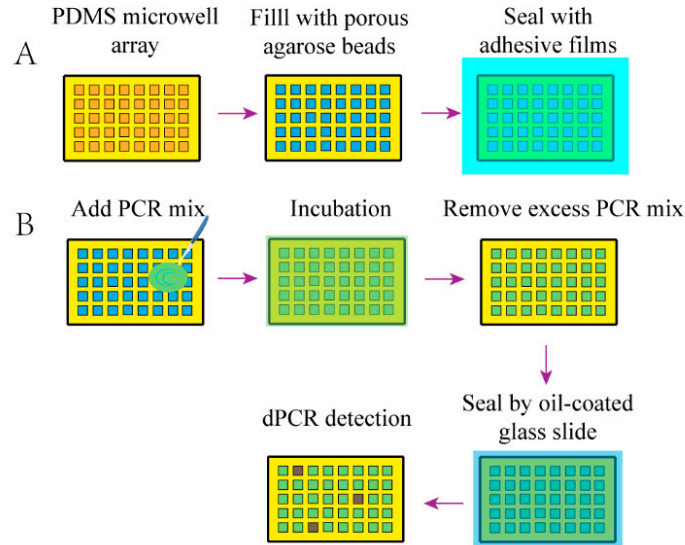 A
PDMS microwell
array
Filll with porous
agarose beads
Seal with
adhesive films
B
Add PCR mix
Incubation
Remove excess PCR mix
Seal by oil-coated
glass slide
dPCR detection